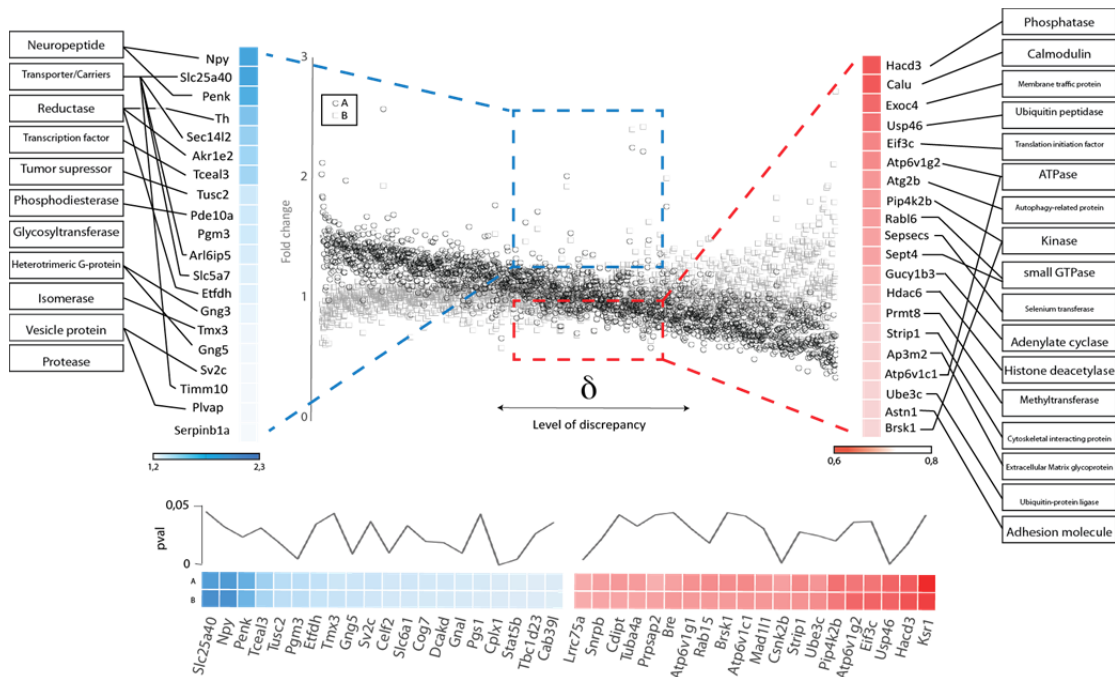 Neuropeptide
Transporter/Carriers
Reductase
Transcription factor
Tumor supressor
Phosphodiesterase
Glycosyltransferase
Heterotrimeric G-protein
Isomerase
Vesicle protein
Protease
Npy
Slc25a40
Penk
Th
Sec14l2
Akr1e2
Tceal3
Tusc2
Pde10a
Pgm3
Arl6ip5
Slc5a7
Etfdh
Gng3
Tmx3
Gng5
Sv2c
Timm10
Plvap
Serpinb1a
1,2
2,3
3
2
1
0
Fold change
A
B
δ
Level of discrepancy
Hacd3
Calu
Exoc4
Usp46
Eif3c
Atp6v1g2
Atg2b
Pip4k2b
Rabl6
Sepsecs
Sept4
Gucy1b3
Hdac6
Prmt8
Strip1
Ap3m2
Atp6v1c1
Ube3c
Astn1
Brsk1
0,6
0,8
Phosphatase
Calmodulin
Membrane traffic protein
Ubiquitin peptidase
Translation initiation factor
ATPase
Autophagy-related protein
Kinase
small GTPase
Selenium transferase
Adenylate cyclase
Histone deacetylase
Methyltransferase
Cytoskeletal interacting protein
Extracellular Matrix glycoprotein
Ubiquitin-protein ligase
Adhesion molecule
0,05
pval
0
A
B
Slc25a40
Npy
Penk
Tceal3
Tusc2
Pgm3
Etfdh
Tmx3
Gng5
Sv2c
Celf2
Slc6a1
Cog7
Dcakd
Gnal
Pgs1
Cplx1
Stat5b
Tbc1d23
Cab39l
Lrrc75a
Snrpb
Cdipt
Tuba4a
Prpsap2
Bre
Atp6v1g1
Rab15
Brsk1
Atp6v1c1
Mad1l1
Csnk2b
Strip1
Ube3c
Pip4k2b
Atp6v1g2
Eif3c
Usp46
Hacd3
Ksr1